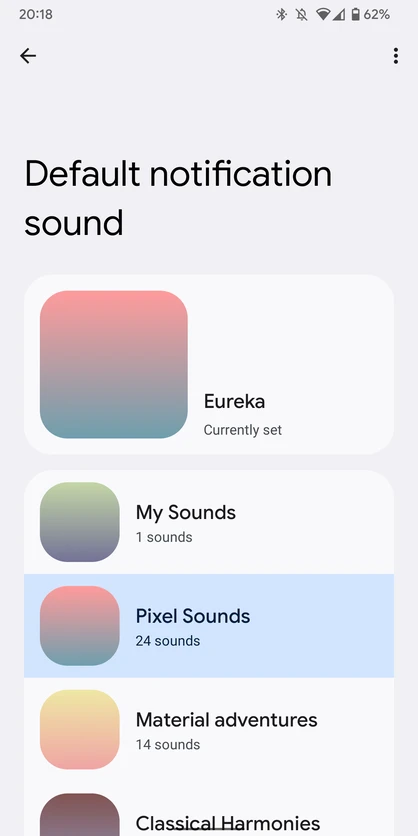 20:18
62%
Default notification
sound
Eureka
Currently set
My Sounds
1 sounds
Pixel Sounds
24 sounds
Material adventures
14 sounds
Classical Harmonies